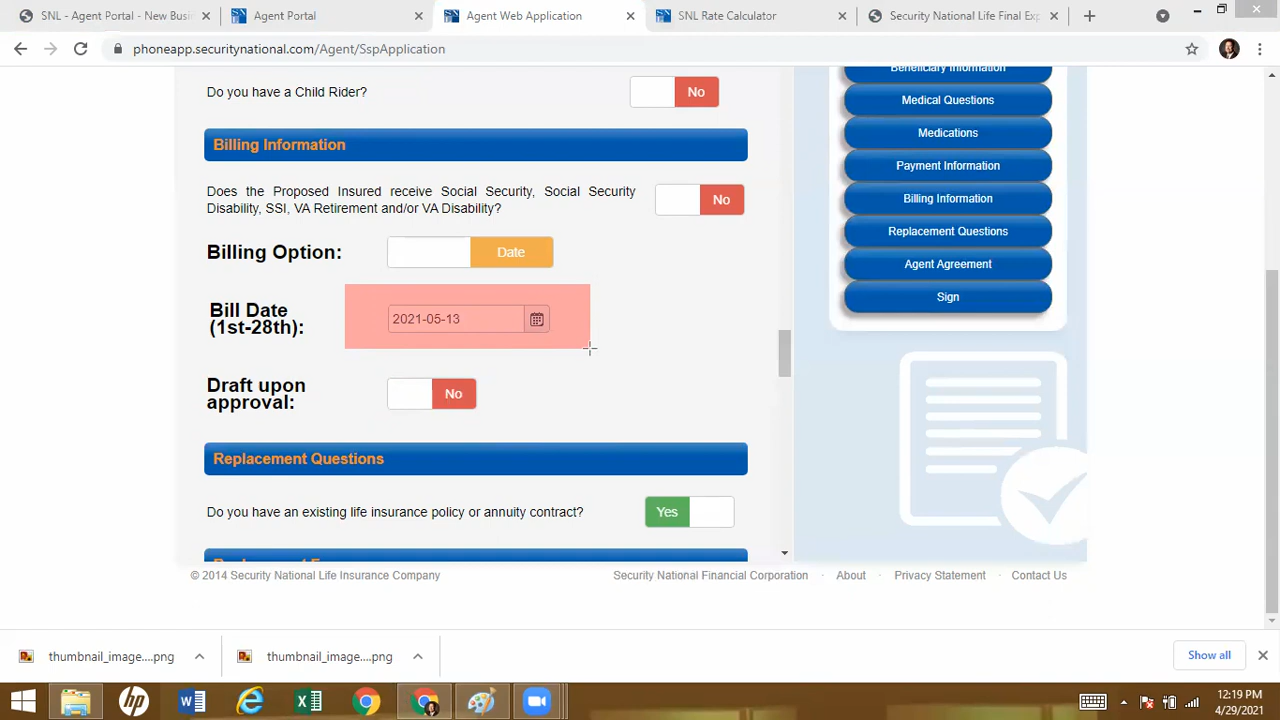 SNL - Agent Portal - New Busi
Agent Portal
Agent Web Application
SNL Rate Calculator
Security National Life Final Exp
phoneapp.securitynational.com/Agent/SspApplication
Do you have a Child Rider?
No
Billing Information
Does the Proposed Insured receive Social Security, Social Security
Disability, SSI, VA Retirement and/or VA Disability?
No
Billing Option:
Date
Bill Date
(1st-28th):
2021-05-13
Draft upon
approval:
No
Replacement Questions
Do you have an existing life insurance policy or annuity contract?
Yes
Beneficiary Information
Medical Questions
Medications
Payment Information
Billing Information
Replacement Questions
Agent Agreement
Sign
© 2014 Security National Life Insurance Company
Security National Financial Corporation · About · Privacy Statement · Contact Us
thumbnail_image....png
thumbnail_image....png
Show all
12:19 PM
4/29/2021